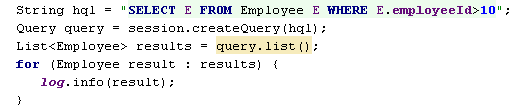 String hql = "SELECT E FROM Employee E WHERE E.employeeId>10";
Query query = session.createQuery(hql);
List<Employee> results = query.list();
for (Employee result : results) {
log.info(result);
}